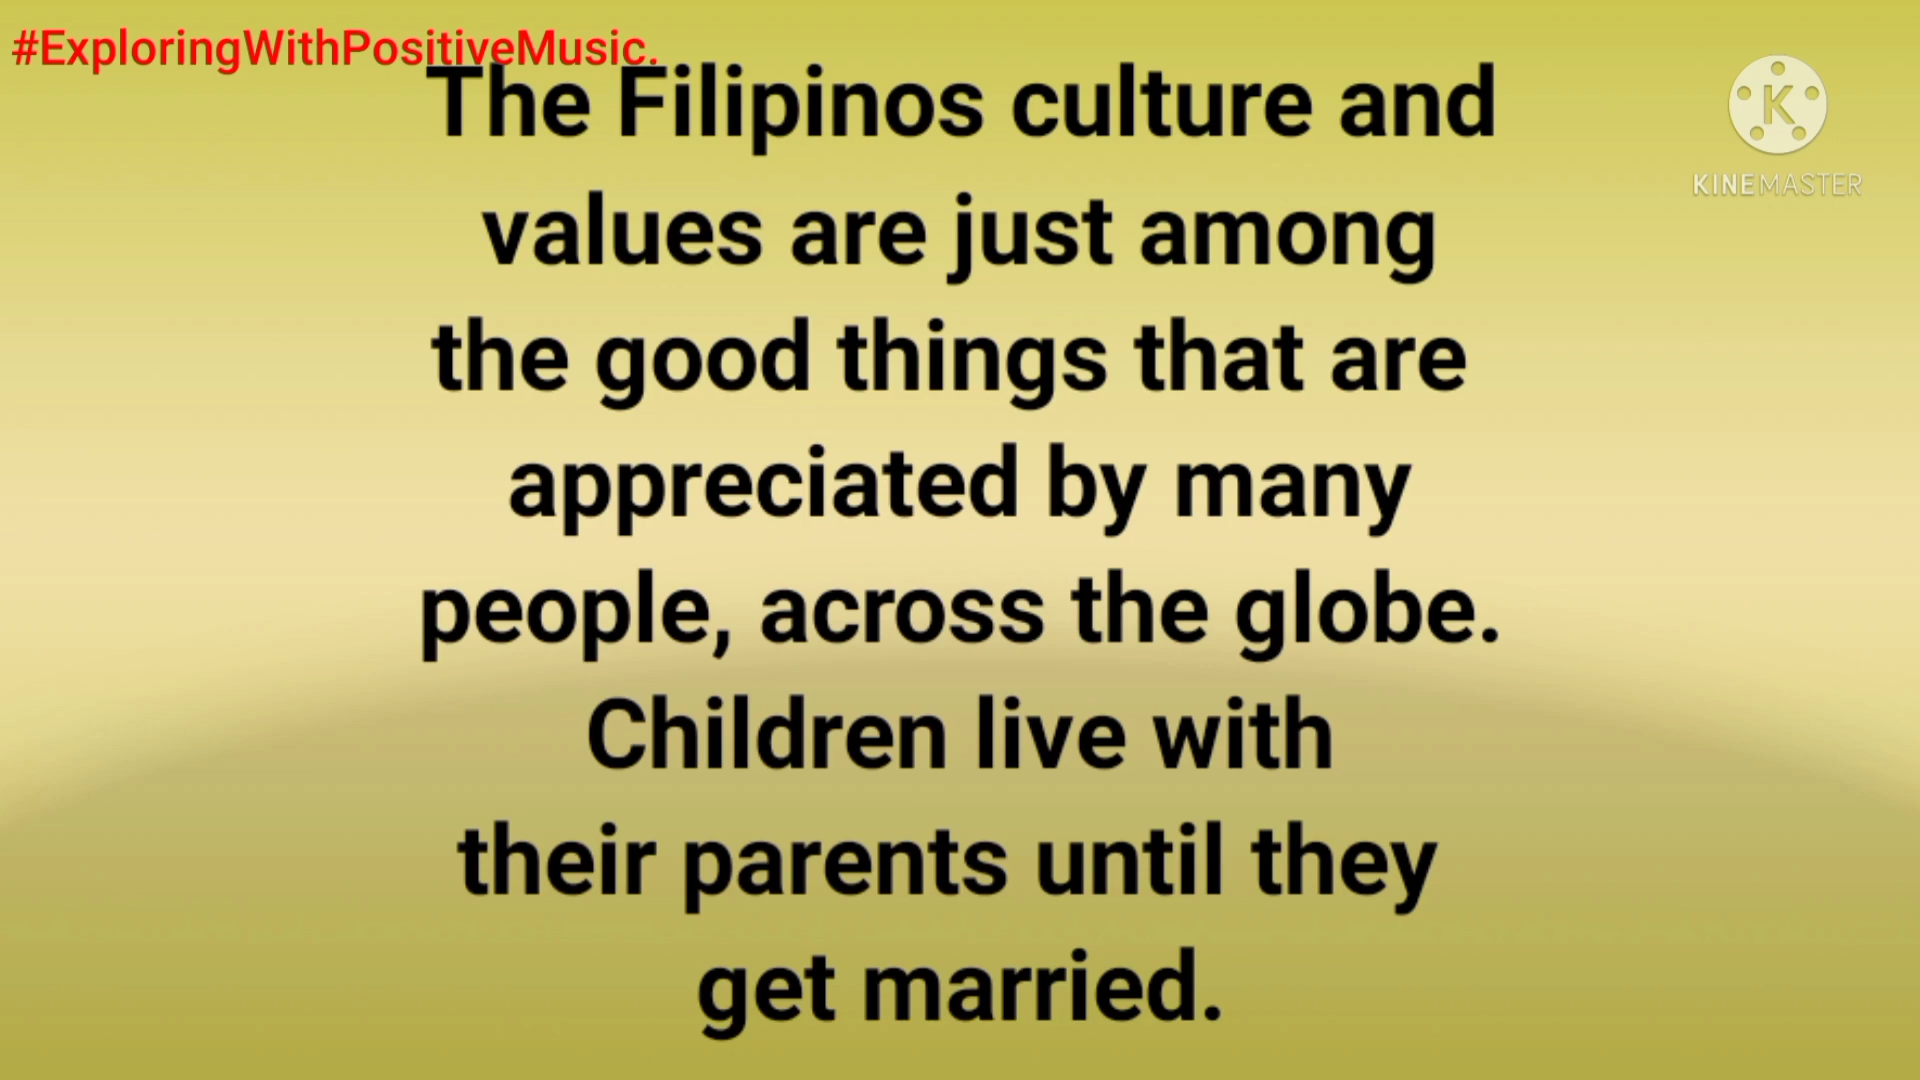 #ExploringWithPositiveMusic.
The Filipinos culture and
values are just among
the good things that are
appreciated by many
people, across the globe.
Children live with
their parents until they
get married.
K
KINEMASTER